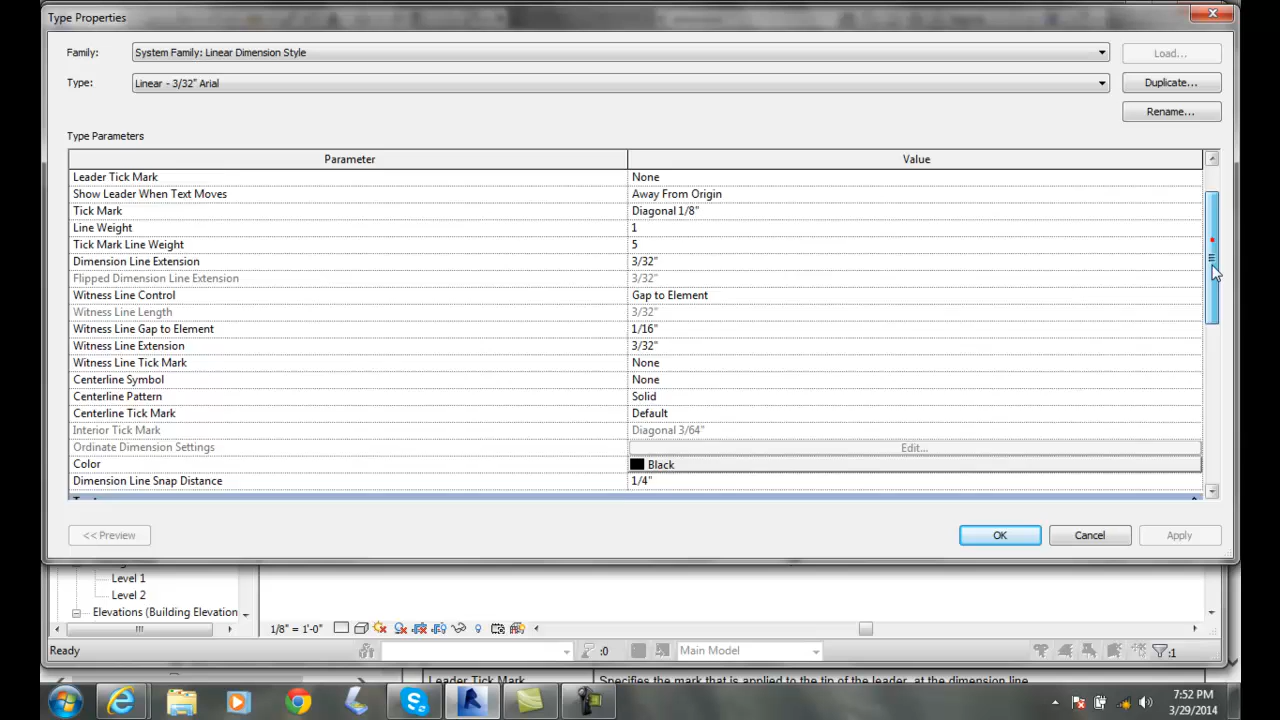 Type Properties
Family: System Family: Linear Dimension Style Load...
Type: Linear - 3/32" Arial Duplicate...
Rename...
Type Parameters
Parameter Value
Leader Tick Mark None
Show Leader When Text Moves Away From Origin
Tick Mark Diagonal 1/8"
Line Weight 1
Tick Mark Line Weight 5
Dimension Line Extension 3/32"
Flipped Dimension Line Extension 3/32"
Witness Line Control Gap to Element
Witness Line Length 3/32"
Witness Line Gap to Element 1/16"
Witness Line Extension 3/32"
Witness Line Tick Mark None
Centerline Symbol None
Centerline Pattern Solid
Centerline Tick Mark Default
Interior Tick Mark Diagonal 3/64"
Ordinate Dimension Settings Edit...
Color Black
Dimension Line Snap Distance 1/4"
<< Preview OK Cancel Apply
Level 1
Level 2
Elevations (Building Elevation
1/8" = 1'-0"
Ready :0 Main Model :1
Leader Tick Mark Specifies the mark that is applied to the tip of the leader, at the dimension line
7:52 PM
3/29/2014